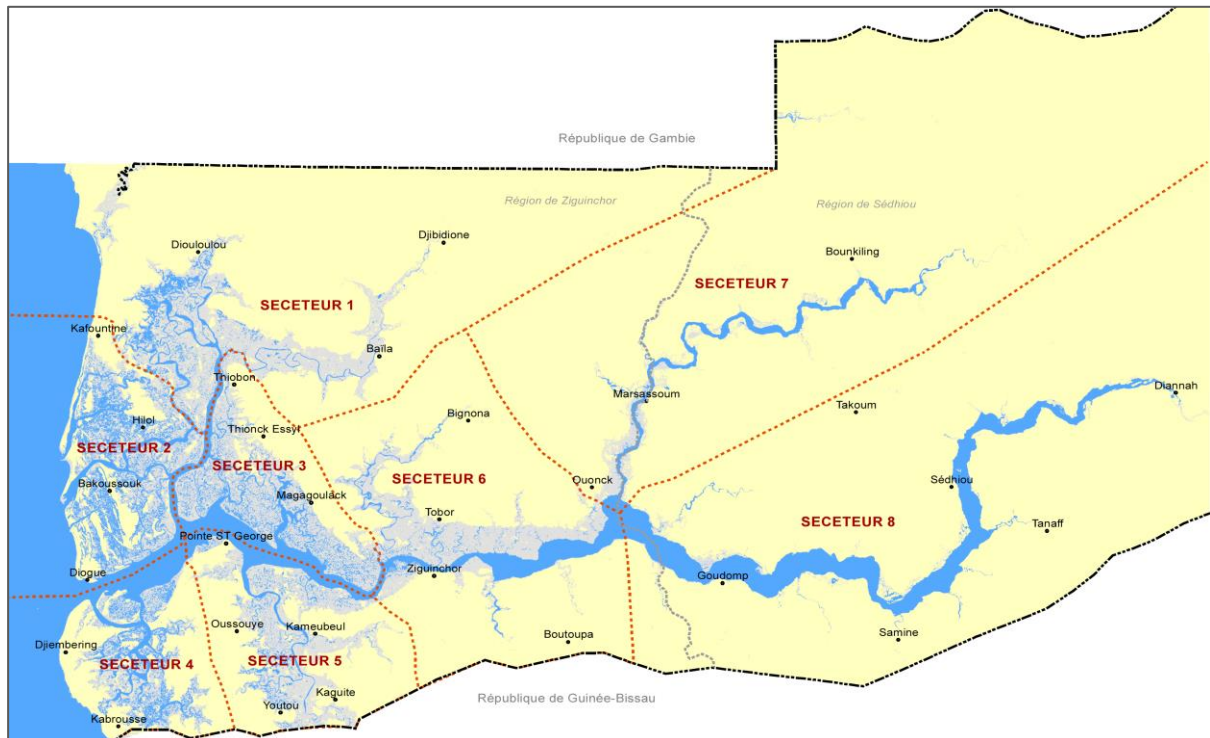 République de Gambie
Région de Ziguinchor
Région de Sédhiou
Djibidione
Diouloulou
Bounkiling
SECETEUR 7
SECETEUR 1
Kafountine
Baïla
Thiobon
Diannah
Marsassoum
Takoum
Hilol
Bignona
Thionck Essyl
SECETEUR 2
SECETEUR 3
SECETEUR 6
Ouonck
Sédhiou
Bakoussouk
Magagoulack
Tobor
SECETEUR 8
Tanaff
Pointe ST George
Diogue
Ziguinchor
Goudomp
Oussouye
Kameubeul
Boutoupa
Samine
Djiembering
SECETEUR 4
SECETEUR 5
Kaguite
République de Guinée-Bissau
Youtou
Kabrousse